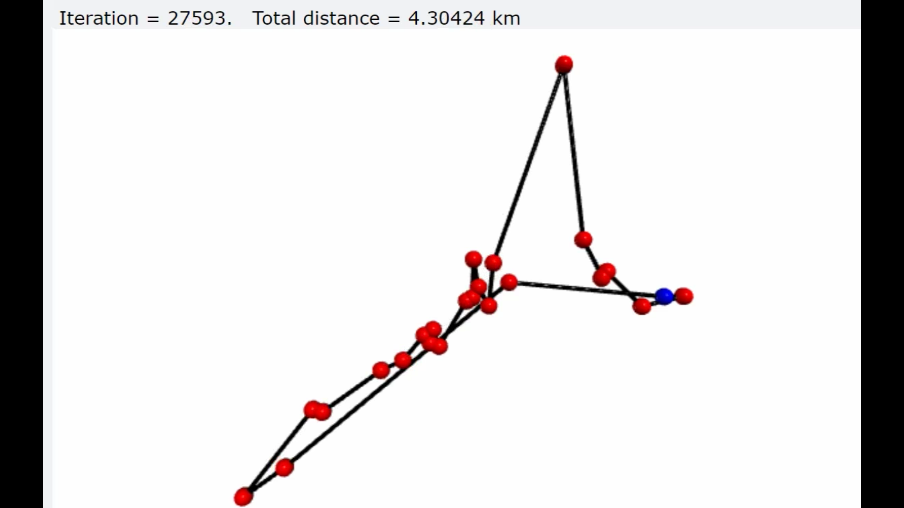 Iteration = 27593.   Total distance = 4.30424 km